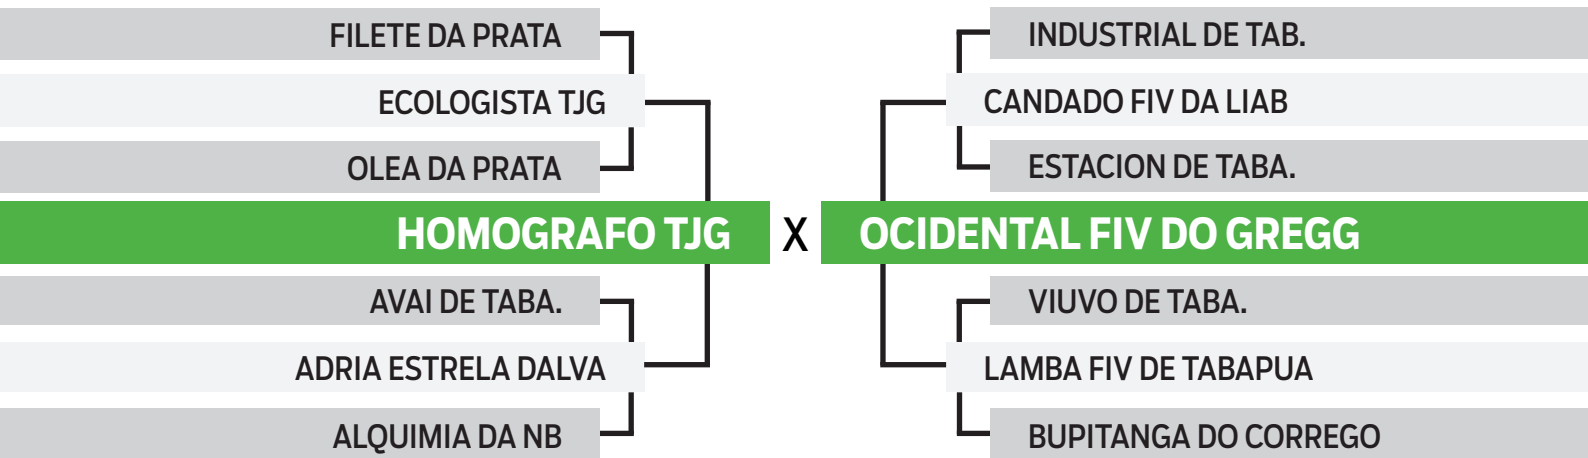 FILETE DA PRATA
INDUSTRIAL DE TAB.
ECOLOGISTA TJG
CANDADO FIV DA LIAB
OLEA DA PRATA
ESTACION DE TABA.
HOMOGRAFO TJG X OCIDENTAL FIV DO GREGG
AVAI DE TABA.
VIUVO DE TABA.
ADRIA ESTRELA DALVA
LAMBA FIV DE TABAPUA
ALQUIMIA DA NB
BUPITANGA DO CORREGO